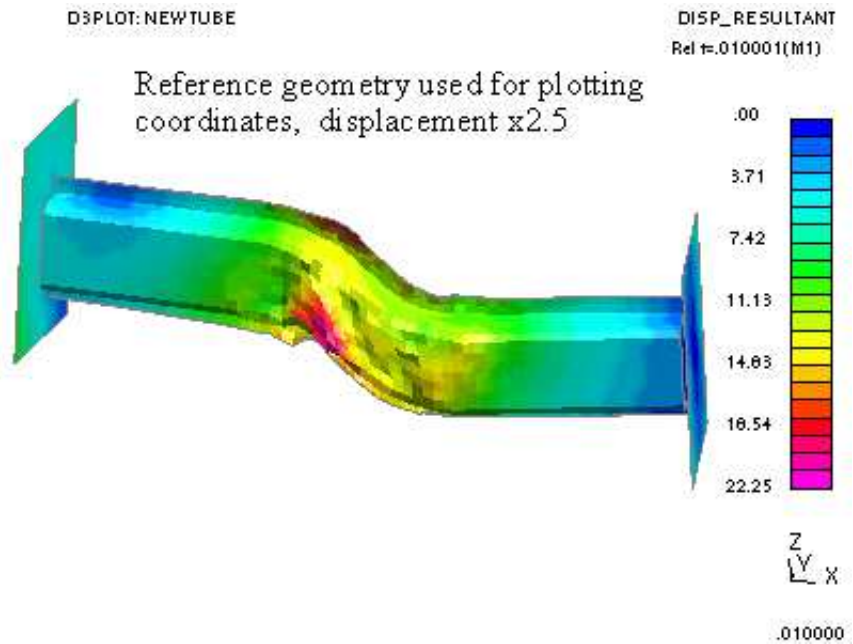 D3PLOT: NEWTUBE
DISP_RESULTANT
Rel t=.010001(M1)
Reference geometry used for plotting
coordinates, displacement x2.5
.00
3.71
7.42
11.13
14.83
18.54
22.25
Z
Y
X
.010000